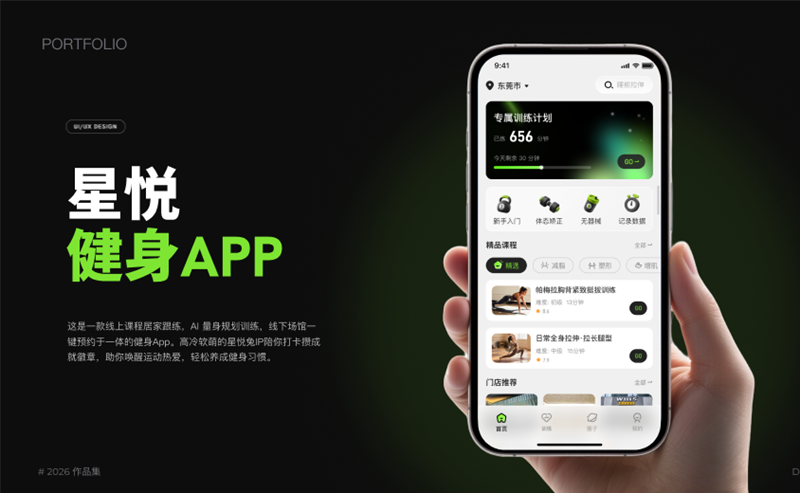 PORTFOLIO
UI/UX DESIGN
星悦
健身APP
这是一款线上课程居家跟练，AI 量身规划训练，线下场馆一
键预约于一体的健身App。高冷软萌的星悦兔IP陪你打卡攒成
就徽章，助你唤醒运动热爱，轻松养成健身习惯。
# 2026 作品集
D
9:41
东莞市
臀桥拉伸
专属训练计划
已练 656 分钟
今天剩余 30 分钟
GO
新手入门
体态矫正
无器械
记录数据
精品课程
全部
精选
减脂
塑形
增肌
帕梅拉胸背紧致挺拔训练
难度: 初级 13分钟
8.6
GO
日常全身拉伸·拉长腿型
难度: 中级 15分钟
7.9
GO
门店推荐
全部
首页
圈子
我的